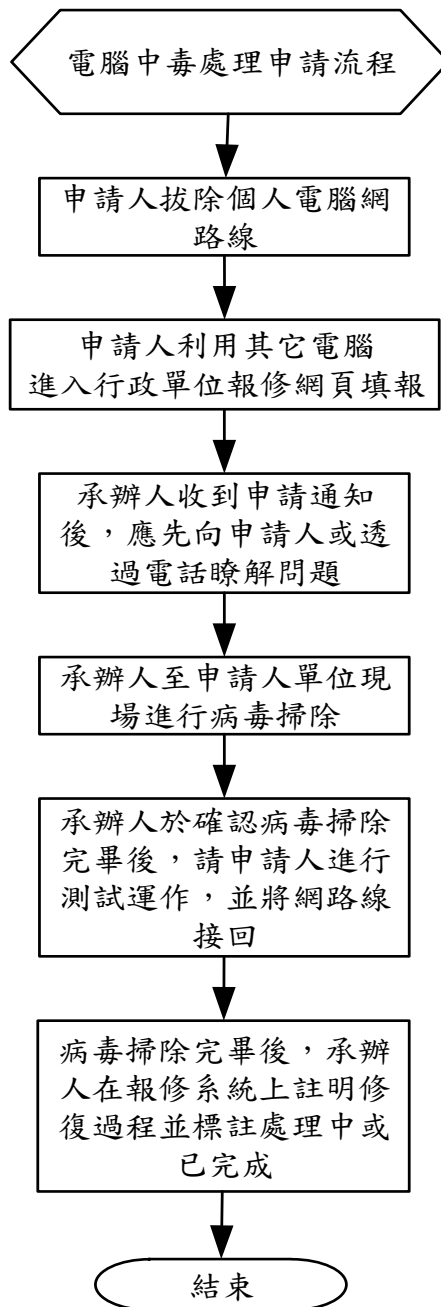 電腦中毒處理申請流程
申請人拔除個人電腦網
路線
申請人利用其它電腦
進入行政單位報修網頁填報
承辦人收到申請通知
後，應先向申請人或透
過電話瞭解問題
承辦人至申請人單位現
場進行病毒掃除
承辦人於確認病毒掃除
完畢後，請申請人進行
測試運作，並將網路線
接回
病毒掃除完畢後，承辦
人在報修系統上註明修
復過程並標註處理中或
已完成
結束